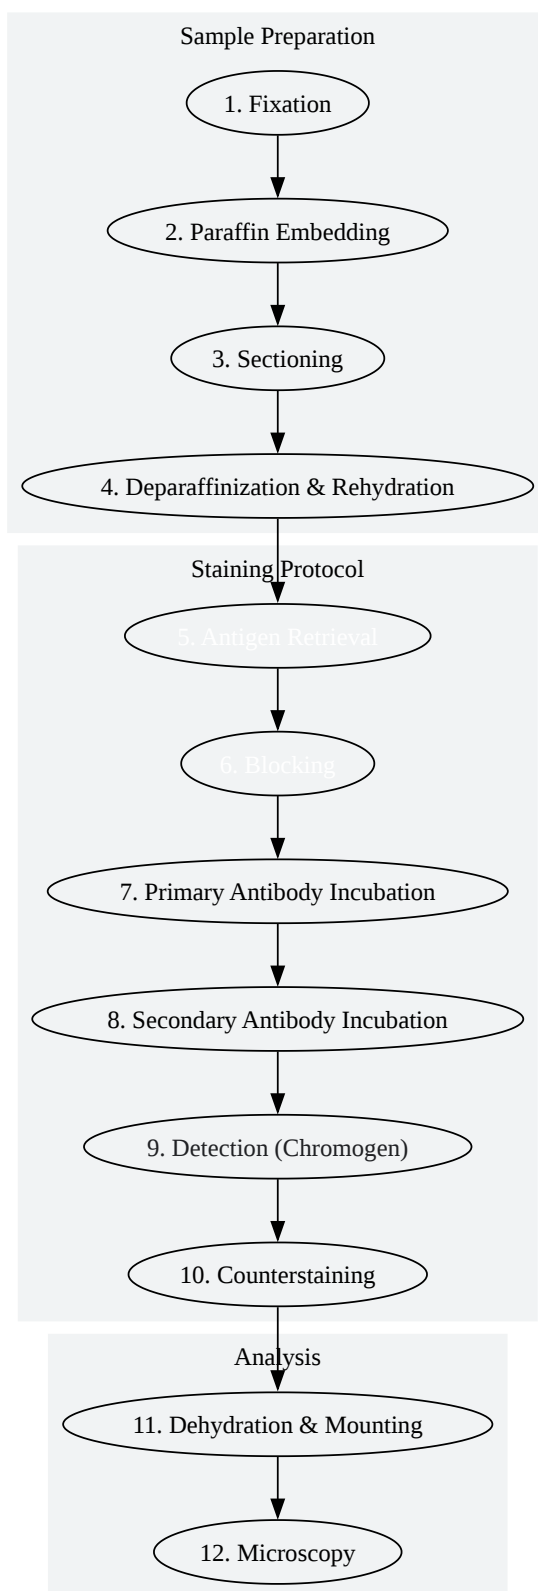 Sample Preparation
1. Fixation
2. Paraffin Embedding
3. Sectioning
4. Deparaffinization & Rehydration
Staining Protocol
5. Antigen Retrieval
6. Blocking
7. Primary Antibody Incubation
8. Secondary Antibody Incubation
9. Detection (Chromogen)
10. Counterstaining
Analysis
11. Dehydration & Mounting
12. Microscopy